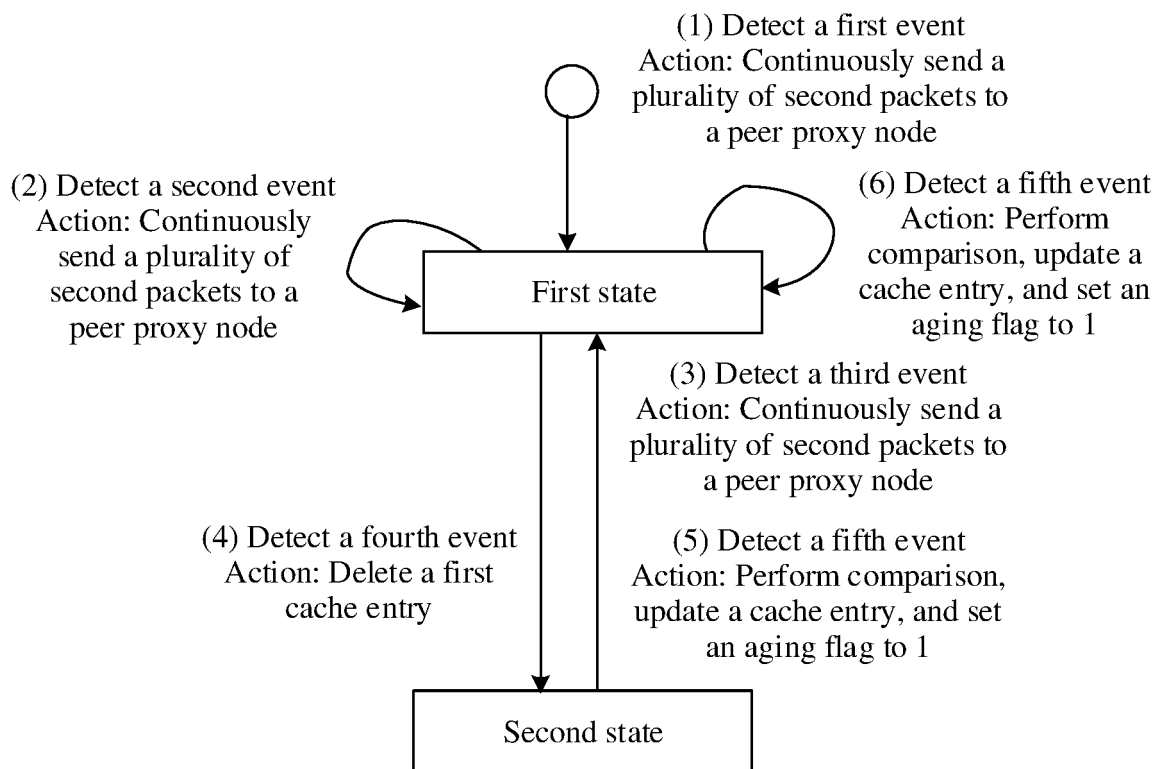 (1) Detect a first event
Action: Continuously send a
plurality of second packets to
a peer proxy node
(2) Detect a second event
Action: Continuously
send a plurality of
second packets to a
peer proxy node
(6) Detect a fifth event
Action: Perform
comparison, update a
cache entry, and set an
aging flag to 1
First state
(3) Detect a third event
Action: Continuously send a
plurality of second packets to
a peer proxy node
(4) Detect a fourth event
Action: Delete a first
cache entry
(5) Detect a fifth event
Action: Perform comparison,
update a cache entry, and set
an aging flag to 1
Second state